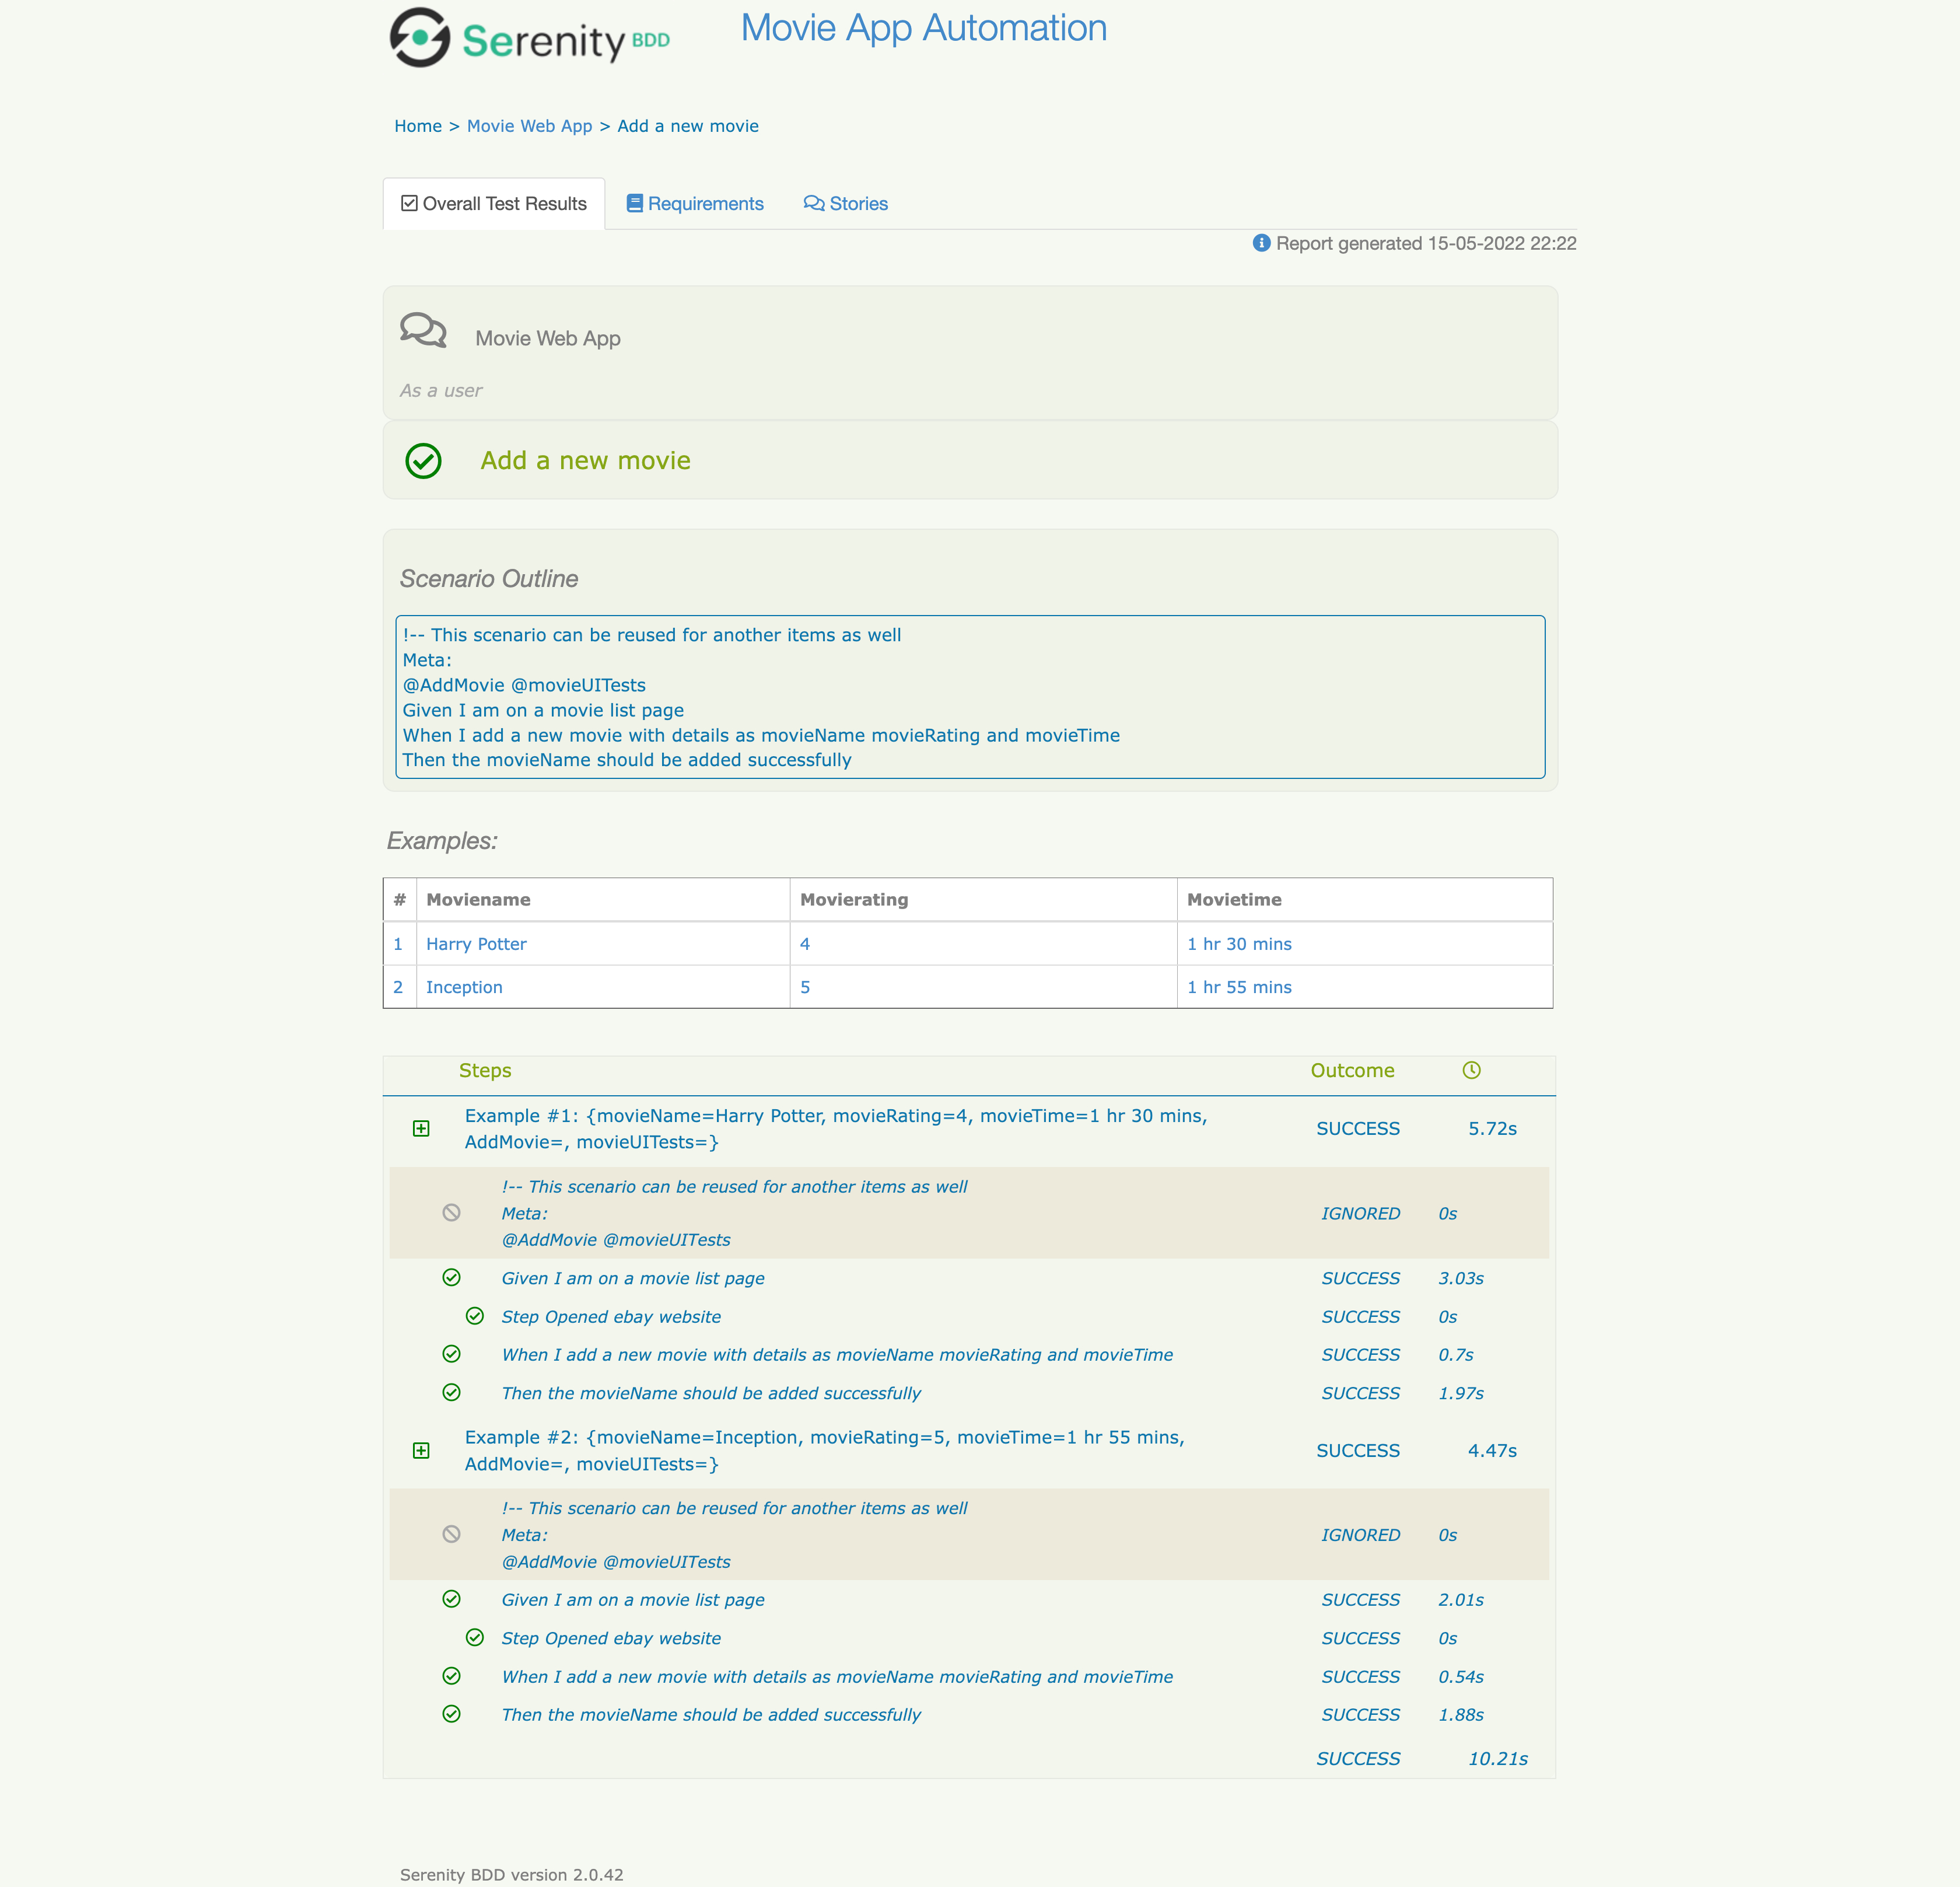 Serenity BDD
Movie App Automation
Home > Movie Web App > Add a new movie
Overall Test Results Requirements Stories
Report generated 15-05-2022 22:22
Movie Web App
As a user
Add a new movie
Scenario Outline
!-- This scenario can be reused for another items as well
Meta:
@AddMovie @movieUITests
Given I am on a movie list page
When I add a new movie with details as movieName movieRating and movieTime
Then the movieName should be added successfully
Examples:
# Moviename Movierating Movietime
1 Harry Potter 4 1 hr 30 mins
2 Inception 5 1 hr 55 mins
Steps Outcome
Example #1: {movieName=Harry Potter, movieRating=4, movieTime=1 hr 30 mins,
AddMovie=, movieUITests=} SUCCESS 5.72s
!-- This scenario can be reused for another items as well
Meta: IGNORED 0s
@AddMovie @movieUITests
Given I am on a movie list page SUCCESS 3.03s
Step Opened ebay website SUCCESS 0s
When I add a new movie with details as movieName movieRating and movieTime SUCCESS 0.7s
Then the movieName should be added successfully SUCCESS 1.97s
Example #2: {movieName=Inception, movieRating=5, movieTime=1 hr 55 mins,
AddMovie=, movieUITests=} SUCCESS 4.47s
!-- This scenario can be reused for another items as well
Meta: IGNORED 0s
@AddMovie @movieUITests
Given I am on a movie list page SUCCESS 2.01s
Step Opened ebay website SUCCESS 0s
When I add a new movie with details as movieName movieRating and movieTime SUCCESS 0.54s
Then the movieName should be added successfully SUCCESS 1.88s
SUCCESS 10.21s
Serenity BDD version 2.0.42